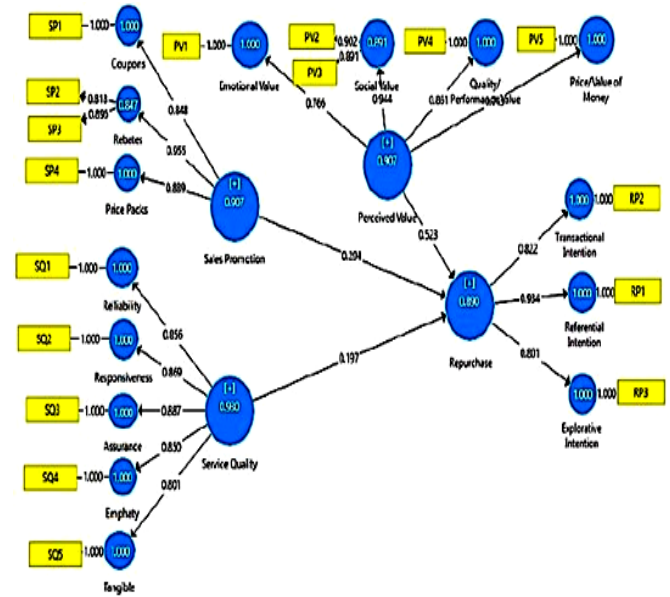 SP1
1.000
1.000
Coupons
SP2
0.813
SP3
0.895
0.847
Rebetes
SP4
1.000
1.000
Price Packs
0.848
0.955
0.889
[+]
0.907
Sales Promotion
PV1
1.000
1.000
Emotional Value
PV2
0.902
PV3
0.891
0.891
Social Value
PV4
1.000
1.000
Quality/
Performance Value
PV5
1.000
1.000
Price/Value of
Money
0.766
0.944
0.861
[+]
0.907
Perceived Value
0.523
0.294
0.197
[+]
0.890
Repurchase
0.822
0.934
0.801
1.000
1.000
RP2
Transactional
Intention
1.000
1.000
RP1
Referential
Intention
1.000
1.000
RP3
Explorative
Intention
SQ1
1.000
1.000
Reliability
SQ2
1.000
1.000
Responsiveness
SQ3
1.000
1.000
Assurance
SQ4
1.000
1.000
Emphaty
SQ5
1.000
1.000
Tangible
0.856
0.869
0.887
0.850
0.801
[+]
0.930
Service Quality